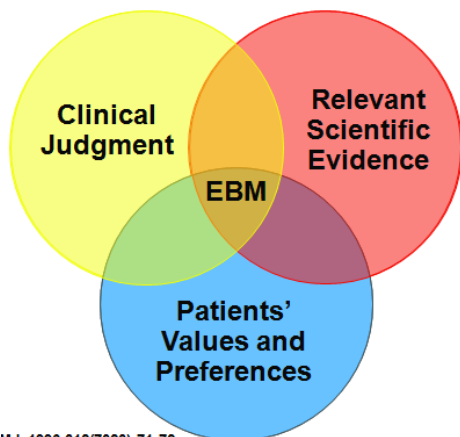 Clinical
Judgment
Relevant
Scientific
Evidence
EBM
Patients’
Values and
Preferences